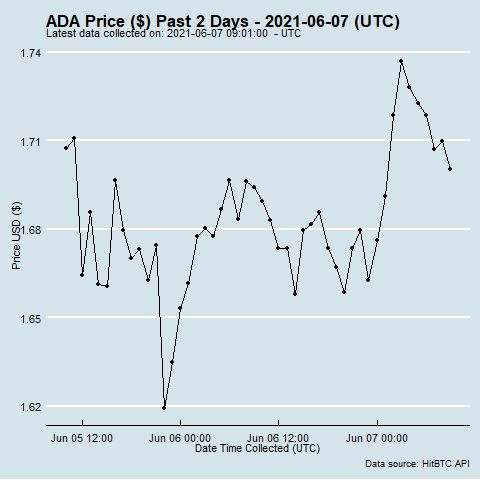 ADA Price ($) Past 2 Days - 2021-06-07 (UTC)
Latest data collected on: 2021-06-07 09:01:00 - UTC
1.74
1.71
1.68
1.65
1.62
Price USD ($)
Jun 05 12:00 Jun 06 00:00 Jun 06 12:00 Jun 07 00:00
Date Time Collected (UTC)
Data source: HitBTC API